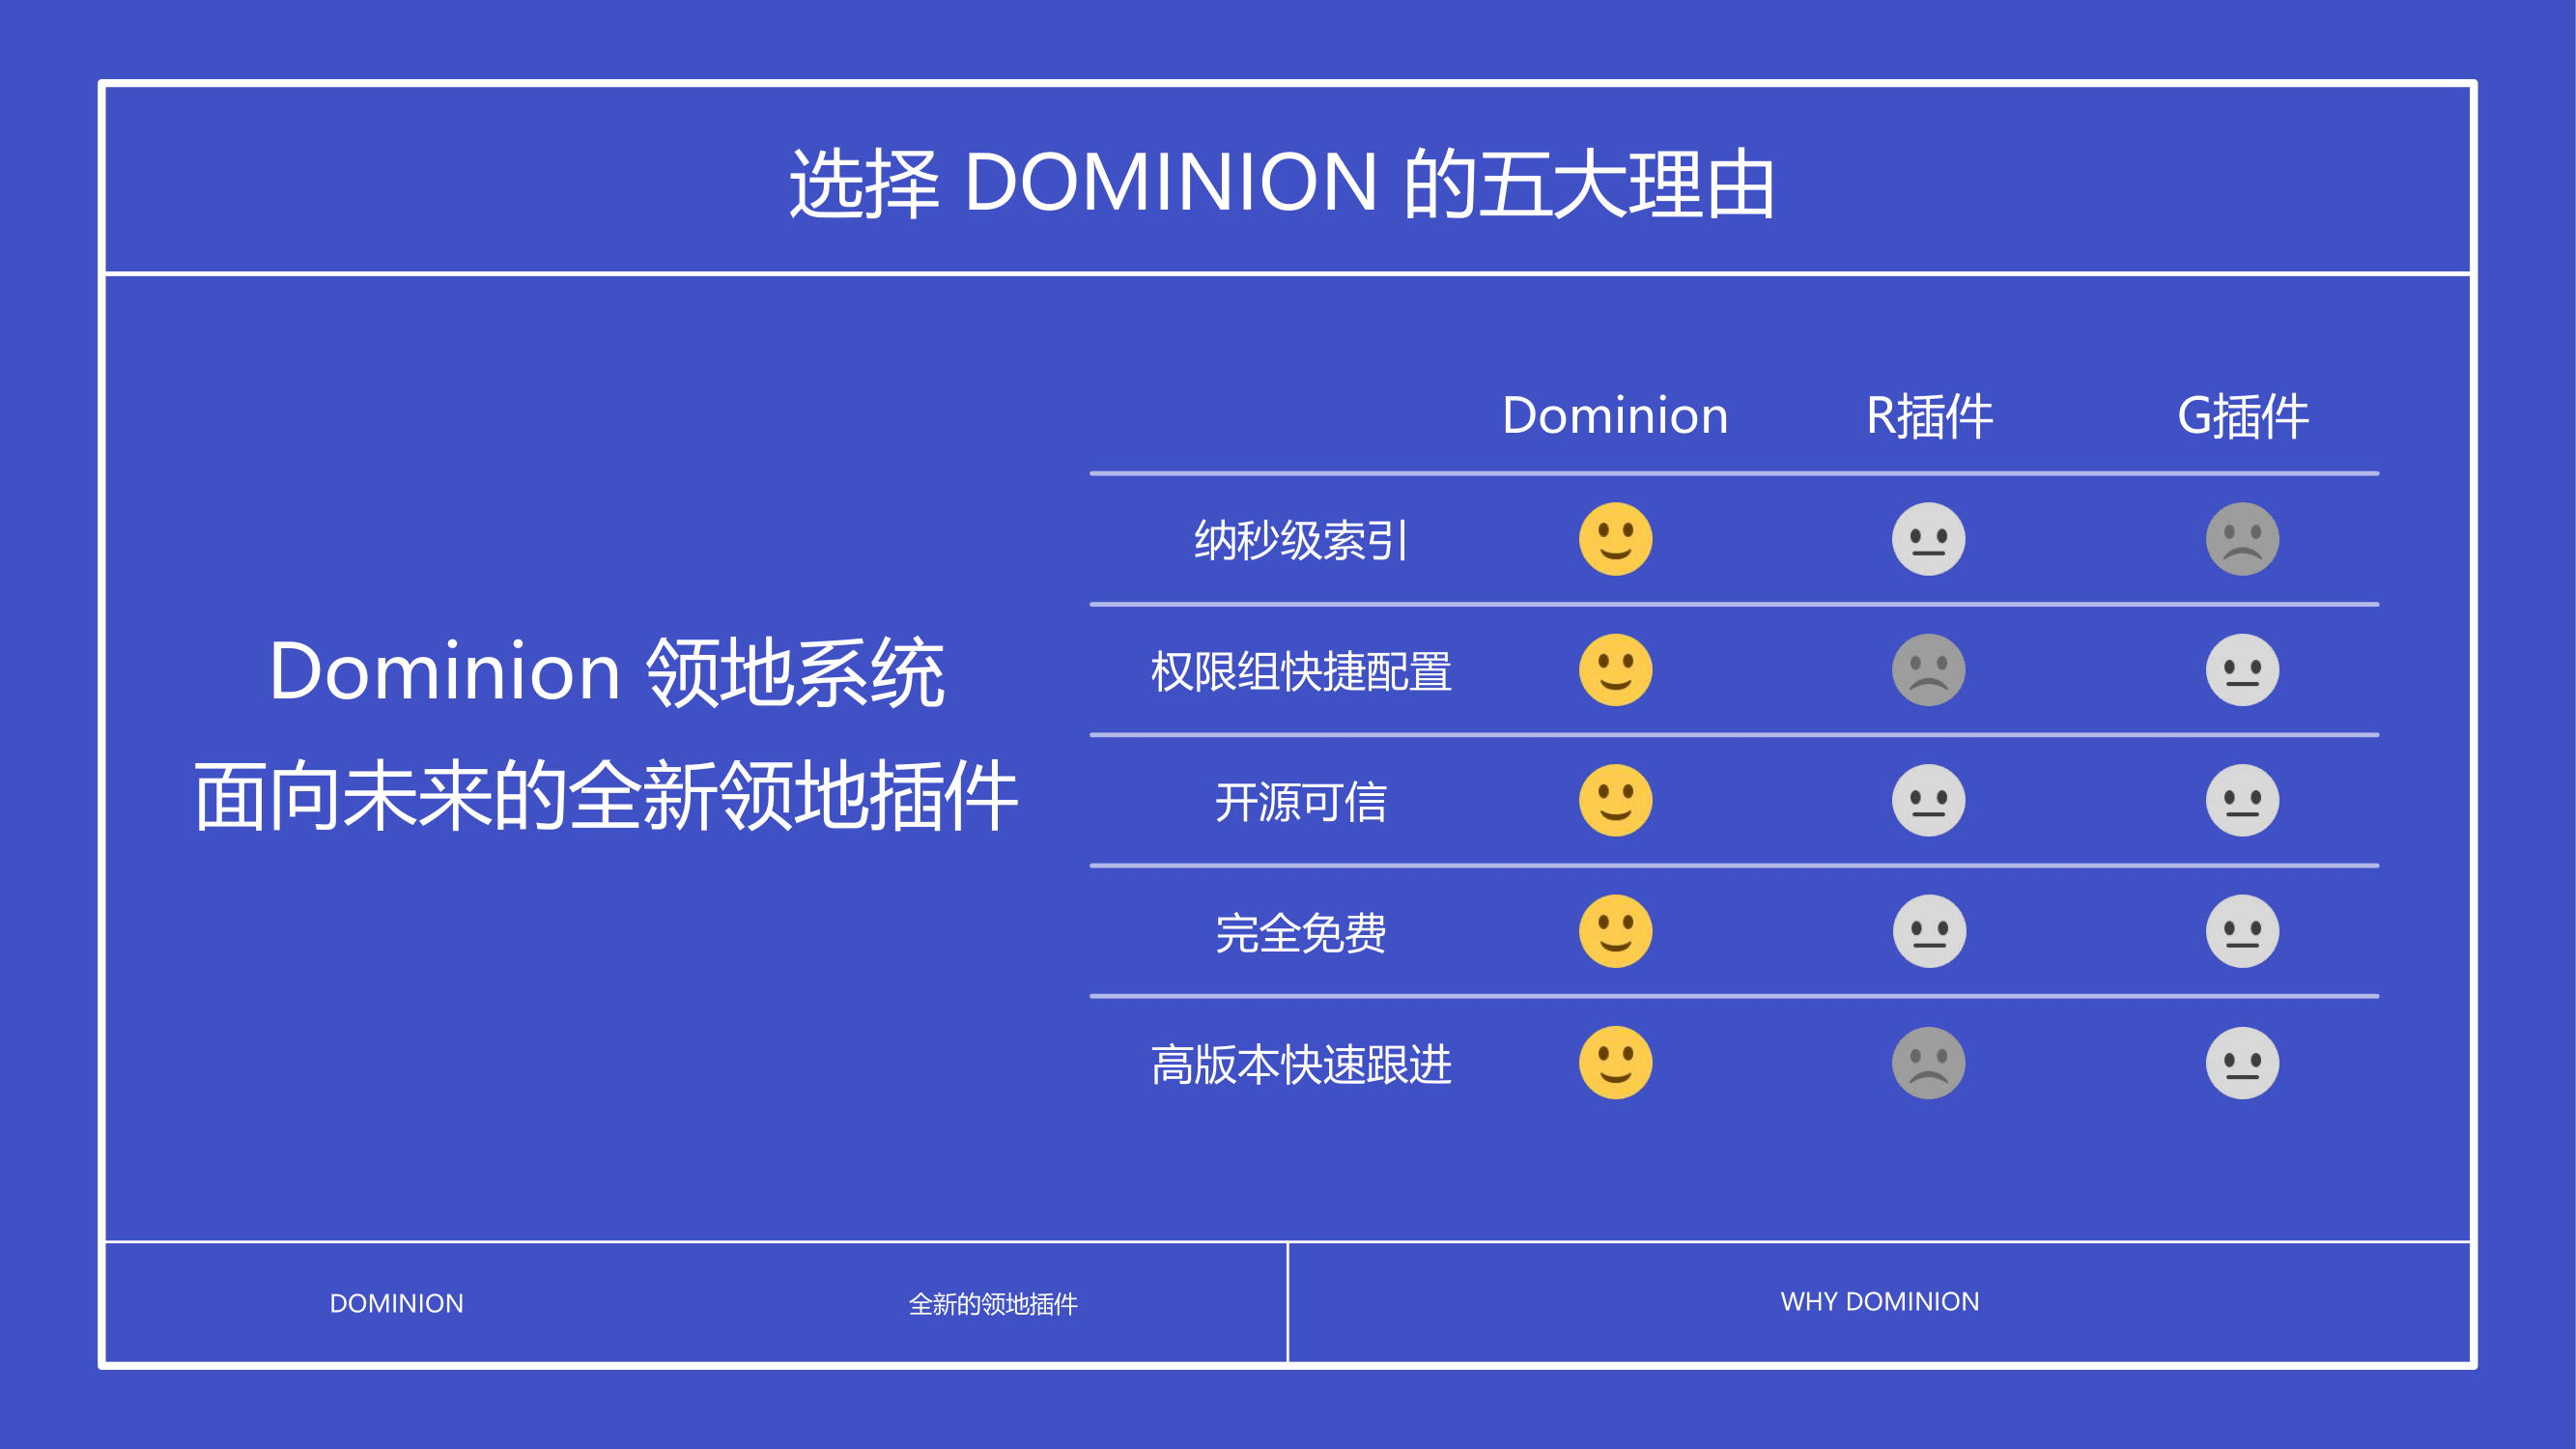 选择 DOMINION 的五大理由
Dominion 领地系统
面向未来的全新领地插件
Dominion R插件 G插件
纳秒级索引
权限组快捷配置
开源可信
完全免费
高版本快速跟进
DOMINION
全新的领地插件
WHY DOMINION